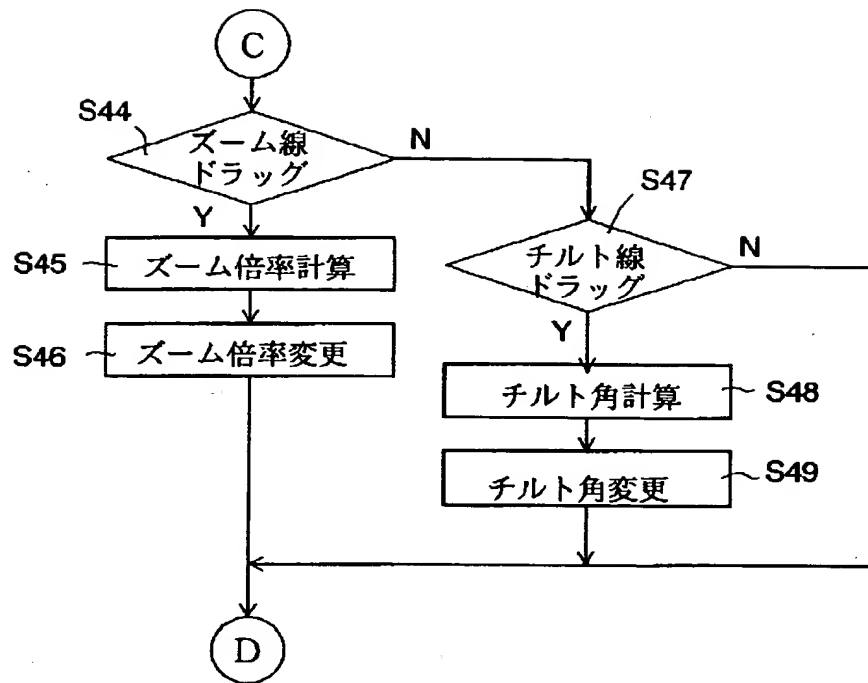 C
S44
ズーム線
ドラッグ
N
Y
S47
チルト線
ドラッグ
N
Y
S45
ズーム倍率計算
S46
ズーム倍率変更
チルト角計算
S48
チルト角変更
S49
D